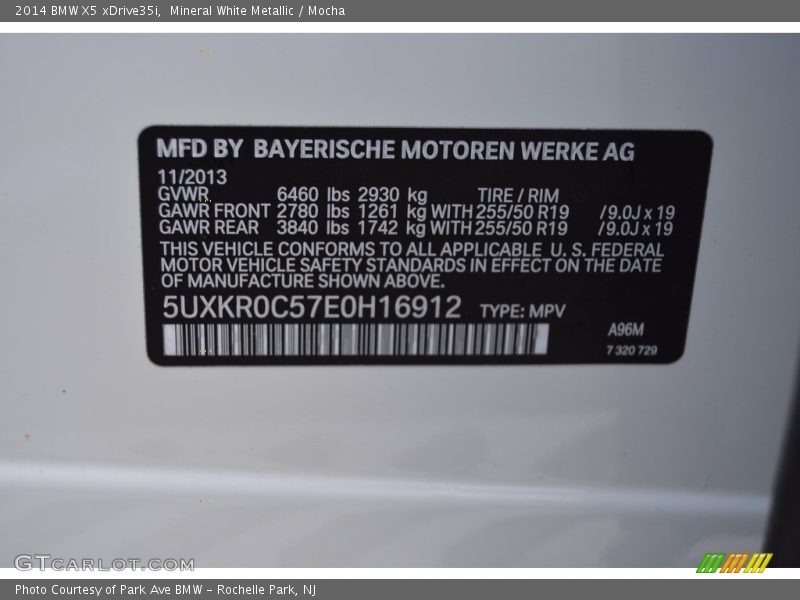 2014 BMW X5 xDrive35i, Mineral White Metallic / Mocha
MFD BY BAYERISCHE MOTOREN WERKE AG
11/2013
GVWR 6460 lbs 2930 kg TIRE / RIM
GAWR FRONT 2780 lbs 1261 kg WITH 255/50 R19 /9.0J x 19
GAWR REAR 3840 lbs 1742 kg WITH 255/50 R19 /9.0J x 19
THIS VEHICLE CONFORMS TO ALL APPLICABLE U. S. FEDERAL
MOTOR VEHICLE SAFETY STANDARDS IN EFFECT ON THE DATE
OF MANUFACTURE SHOWN ABOVE.
5UXKR0C57E0H16912 TYPE: MPV
A96M
7 320 729
GTCARLOT.COM
Photo Courtesy of Park Ave BMW - Rochelle Park, NJ